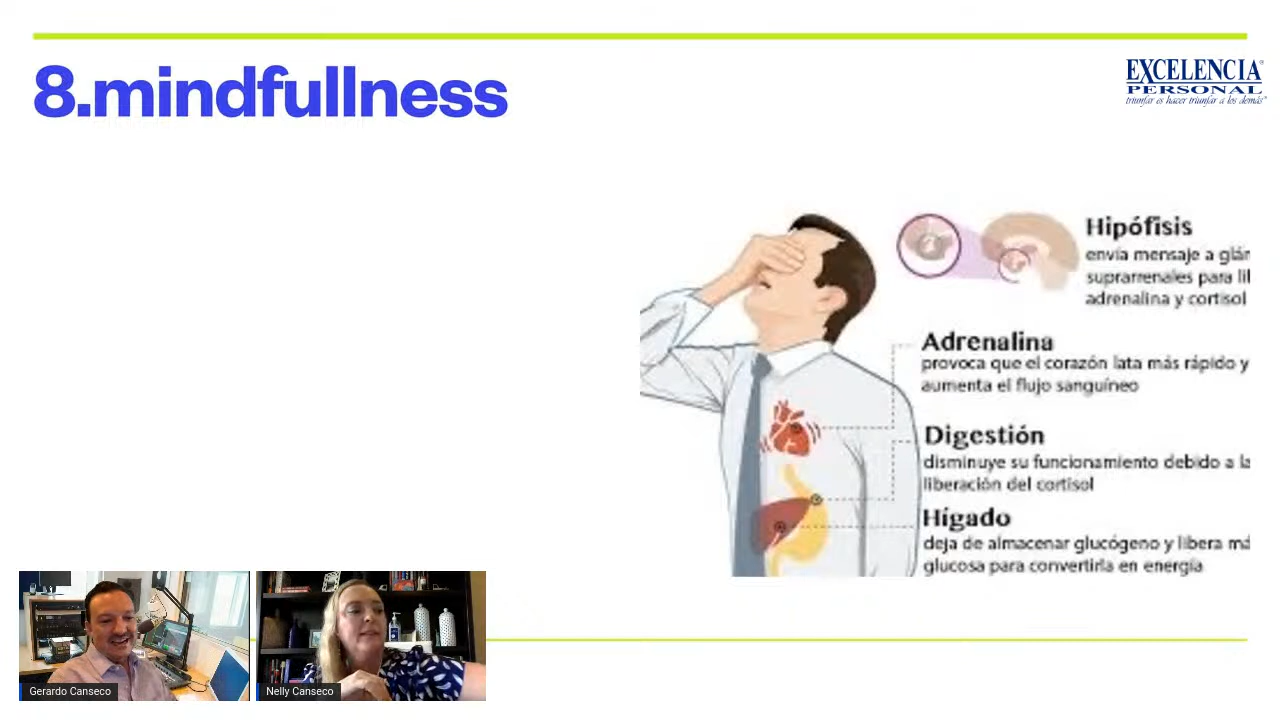 8.mindfullness
EXCELENCIA
PERSONAL
triunfar es hacer triunfar a los demás
Hipófisis
envía mensaje a glán
suprarrenales para lil
adrenalina y cortisol
Adrenalina
provoca que el corazón lata más rápido y
aumenta el flujo sanguíneo
Digestión
disminuye su funcionamiento debido a la
liberación del cortisol
Hígado
deja de almacenar glucógeno y libera má
glucosa para convertirla en energía
Gerardo Canseco
Nelly Canseco